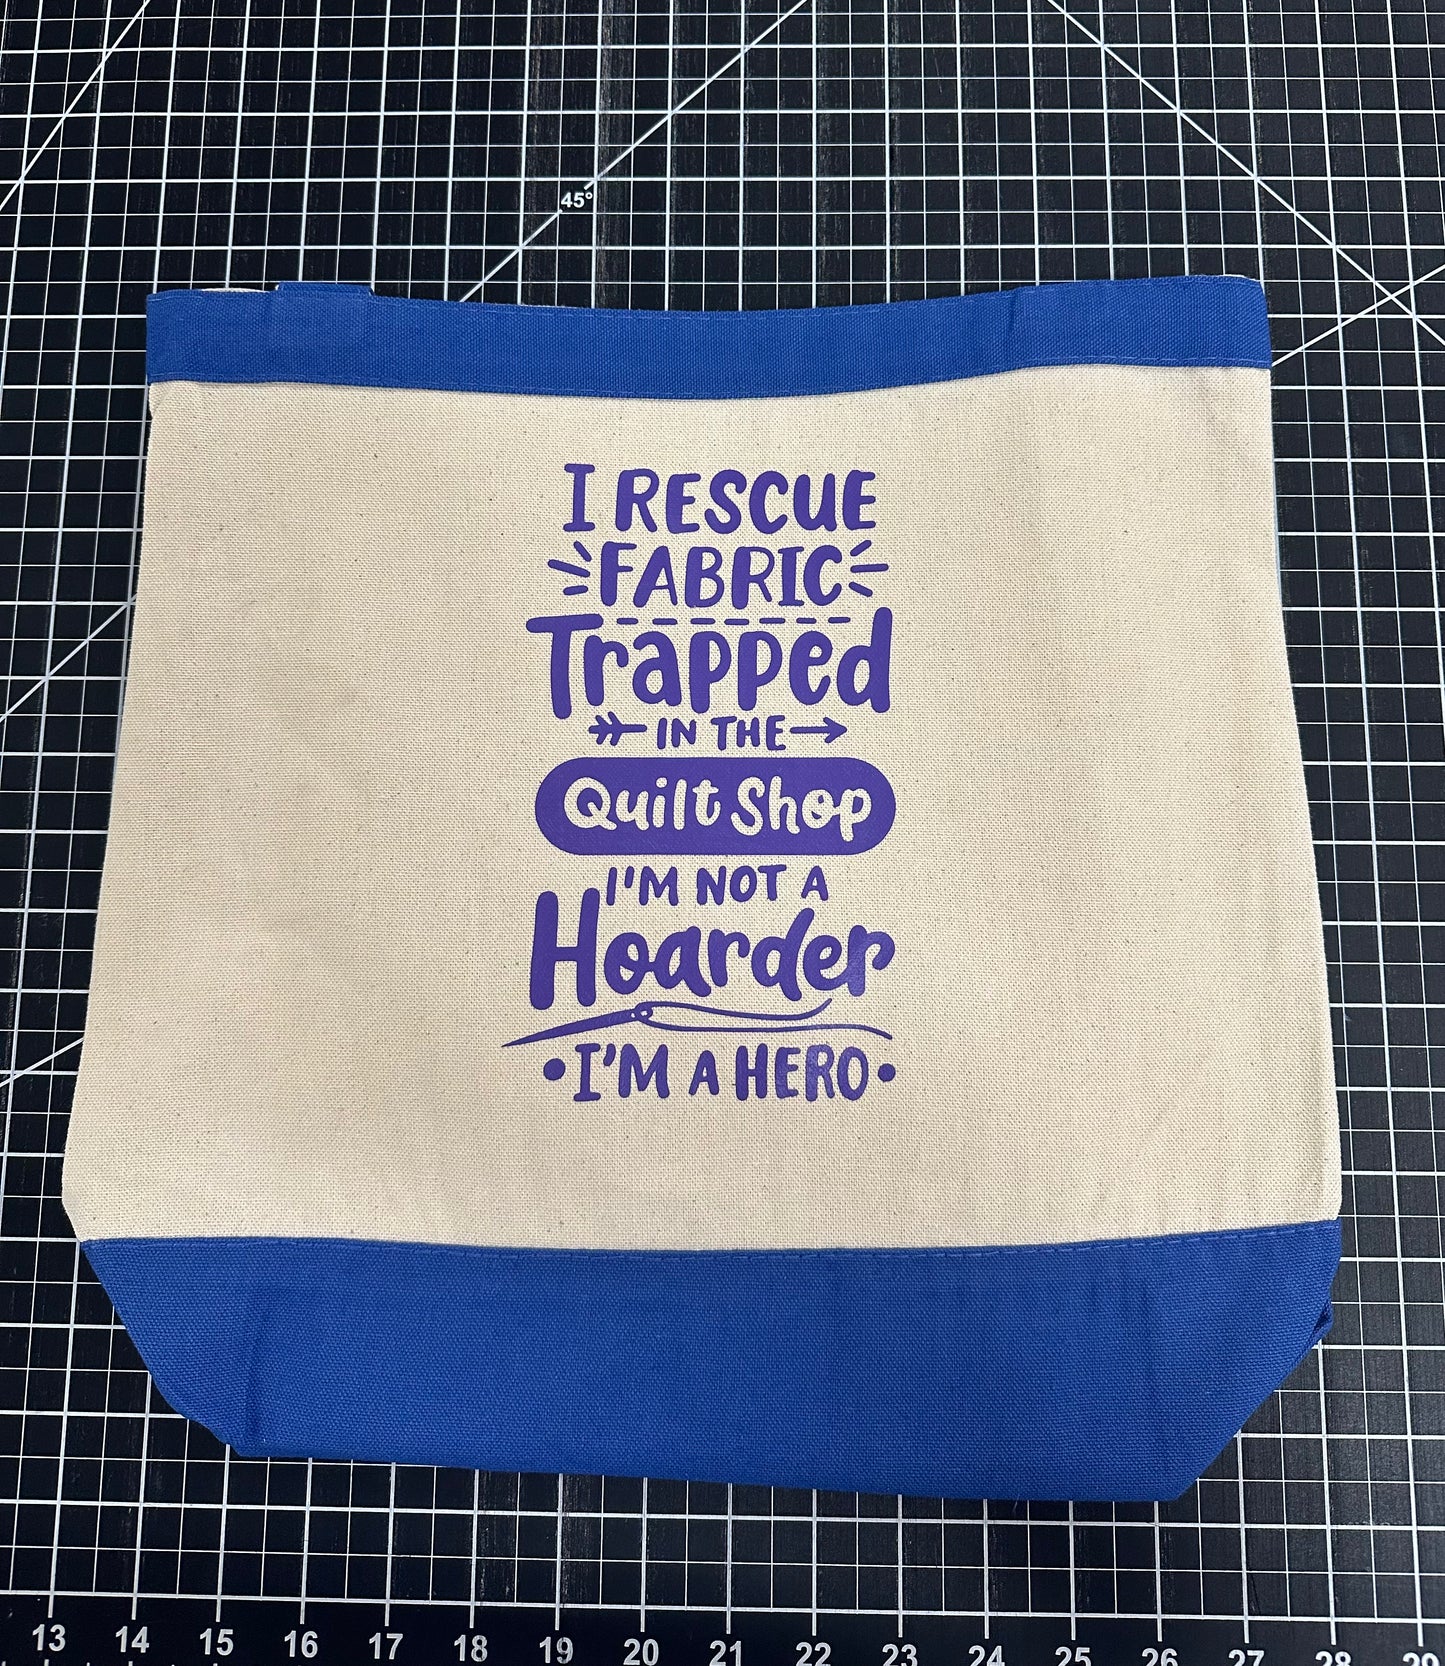 45°
I RESCUE
FABRIC
Trapped
IN THE
Quilt Shop
I'M NOT A
Hoarder
•I'M A HERO•
13 14 15 16 17 18 19 20 21 22 23 24 25 26 27 28 29